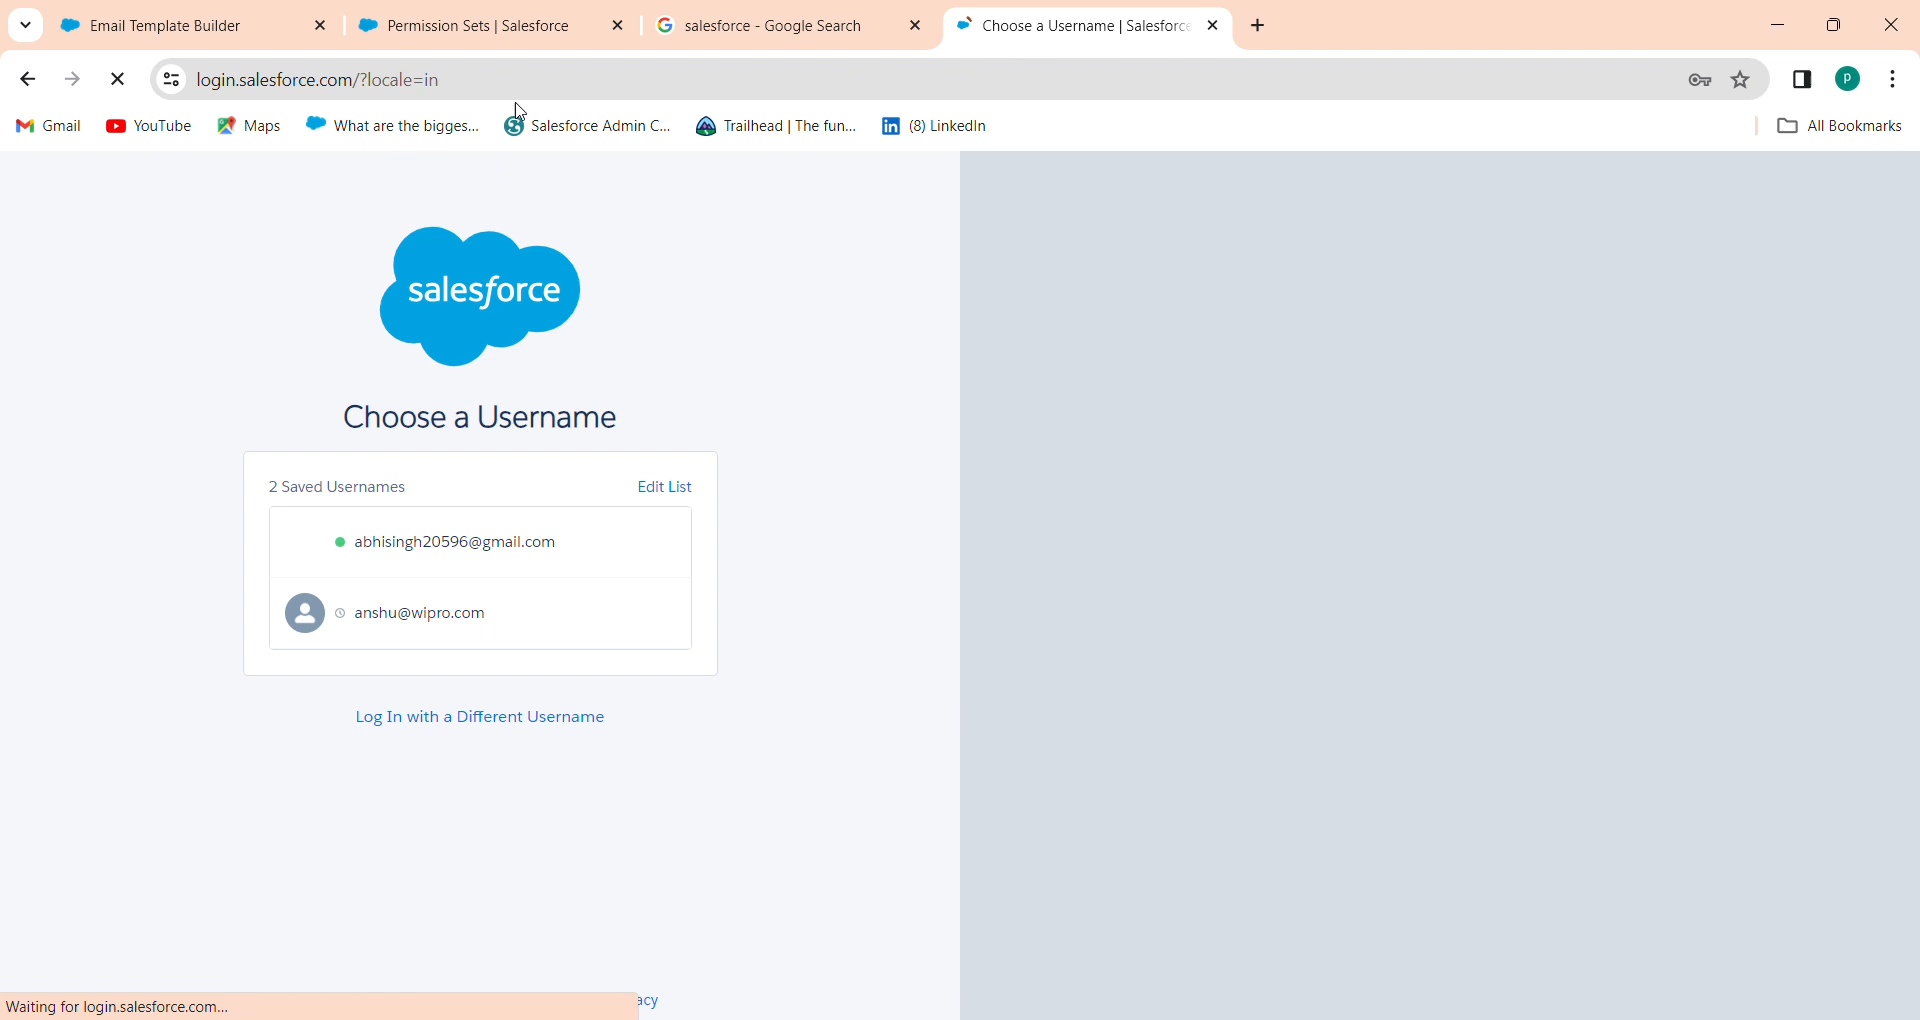 Email Template Builder
Permission Sets | Salesforce
salesforce - Google Search
Choose a Username | Salesforce
login.salesforce.com/?locale=in
P
Gmail
YouTube
Maps
What are the bigges...
Salesforce Admin C...
Trailhead | The fun...
in (8) LinkedIn
All Bookmarks
salesforce
Choose a Username
2 Saved Usernames
Edit List
abhisingh20596@gmail.com
anshu@wipro.com
Log In with a Different Username
Waiting for login.salesforce.com...
acy